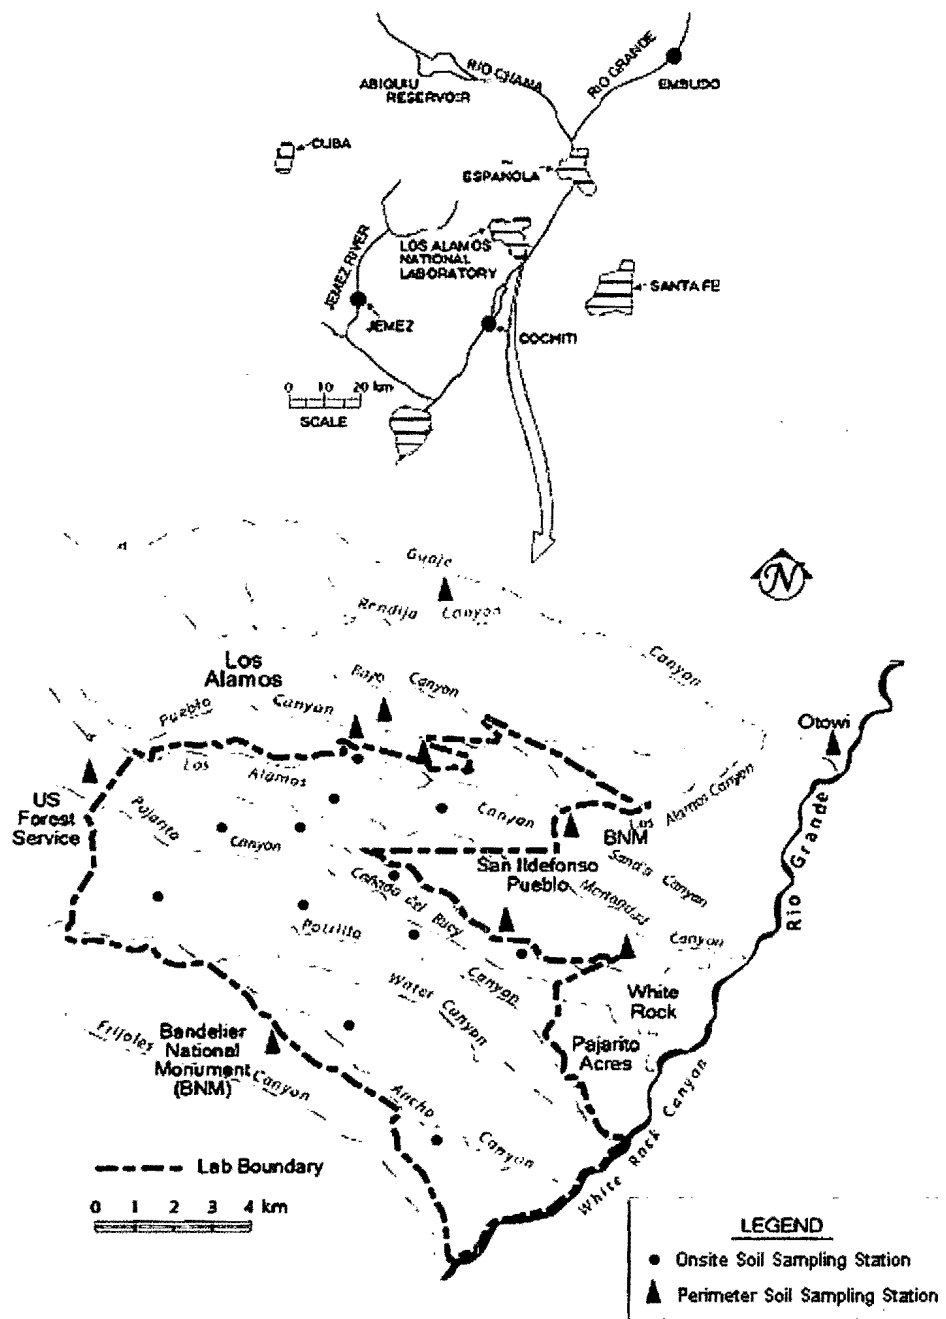 RIO CHAMA
RIO GRANDE
ABIQUIU
RESERVOIR
EMBUDO
CUBA
ESPAÑOLA
JEMEZ RIVER
LOS ALAMOS
NATIONAL
LABORATORY
SANTA FE
JEMEZ
COCHITI
0 10 20 km
SCALE
N
Guaje
Rendija Canyon
Canyon
Los
Alamos
Bayo Canyon
Pueblo Canyon
Otowi
Los Alamos Canyon
US
Forest
Service
Pajarito
Canyon
Los Alamos Canyon
BNM
Rio Grande
San Ildefonso
Pueblo
Sandia Canyon
Mortandad Canyon
Cañada del Buey
Potrillo Canyon
Water Canyon
White
Rock
Pajarito
Acres
Frijoles Canyon
Bandelier
National
Monument
(BNM)
Ancho Canyon
White Rock Canyon
Lab Boundary
0 1 2 3 4 km
LEGEND
Onsite Soil Sampling Station
Perimeter Soil Sampling Station